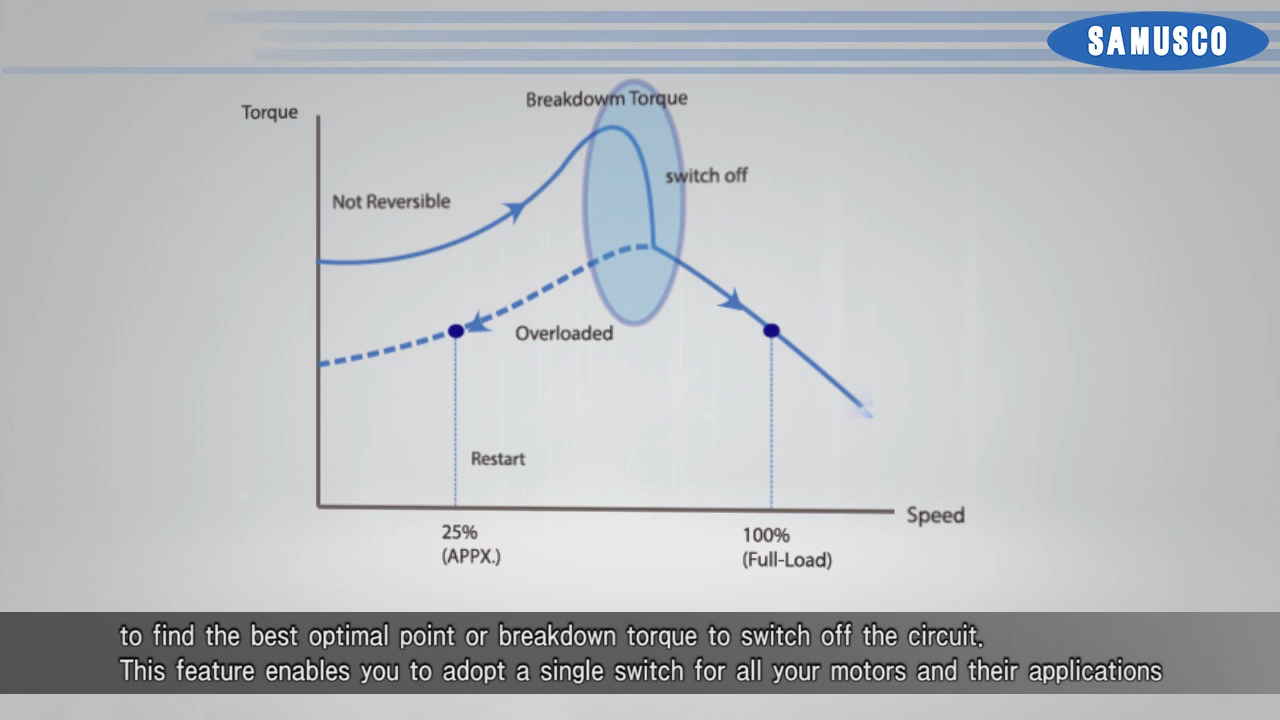 SAMUSCO
Breakdowm Torque
Torque
switch off
Not Reversible
Overloaded
Restart
Speed
25%
(APPX.)
100%
(Full-Load)
to find the best optimal point or breakdown torque to switch off the circuit.
This feature enables you to adopt a single switch for all your motors and their applications